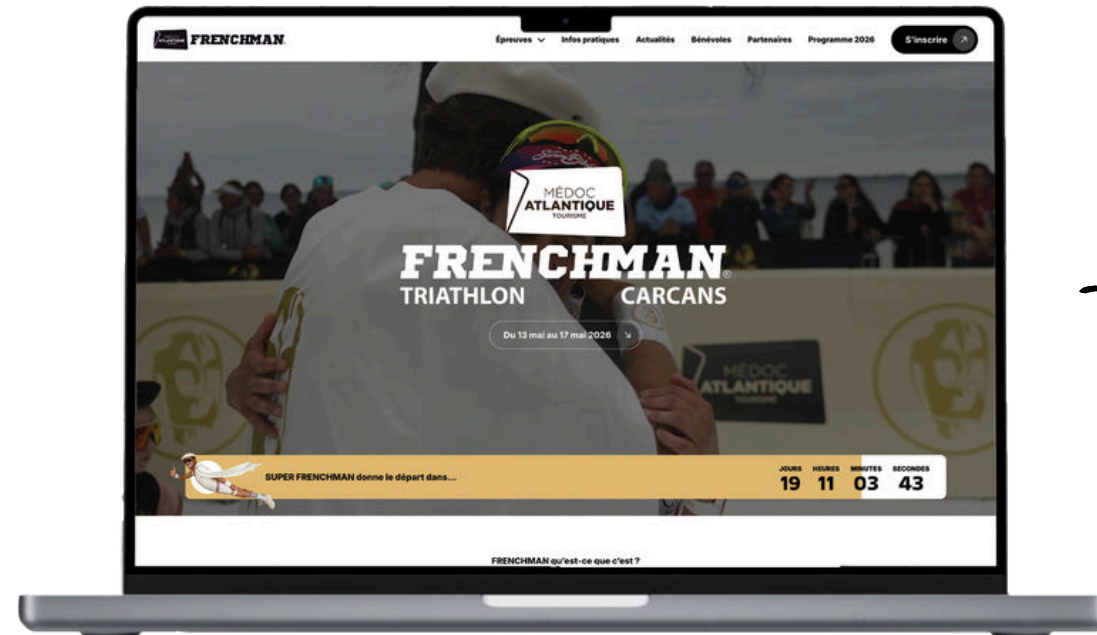 MÉDOC ATLANTIQUE FRENCHMAN
Épreuves
Infos pratiques
Actualités
Bénévoles
Partenaires
Programme 2026
S'inscrire
MÉDOC
ATLANTIQUE
TOURISME
FRENCHMAN®
TRIATHLON CARCANS
Du 13 mai au 17 mai 2026
MÉDOC
ATLANTIQUE
TOURISME
SUPER FRENCHMAN donne le départ dans...
JOURS HEURES MINUTES SECONDES
19 11 03 43
FRENCHMAN qu'est-ce que c'est ?